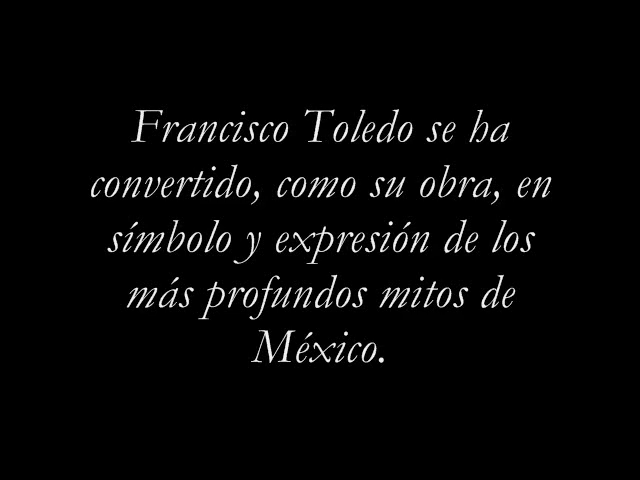 Francisco Toledo se ha
convertido, como su obra, en
símbolo y expresión de los
más profundos mitos de
México.